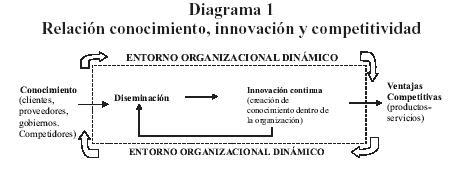 Diagrama 1
Relación conocimiento, innovación y competitividad
ENTORNO ORGANIZACIONAL DINÁMICO
Conocimiento
(clientes,
proveedores,
gobiernos.
Competidores)
Diseminación
Innovación continua
(creación de
conocimiento dentro de
la organización)
Ventajas
Competitivas
(productos-
servicios)
ENTORNO ORGANIZACIONAL DINÁMICO